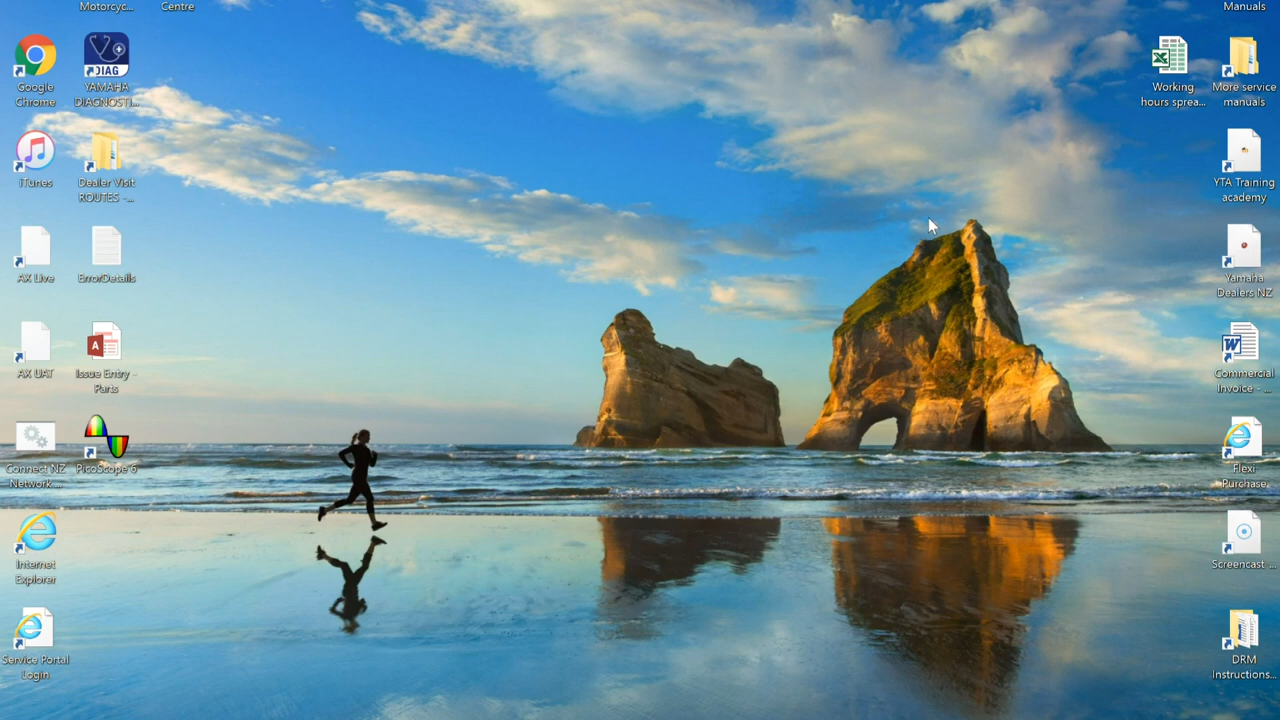 Motorcyc...
Centre
Manuals
Google
Chrome
DIAG
YAMAHA
DIAGNOSTI...
Working
hours sprea...
More service
manuals
iTunes
Dealer Visit
ROUTES -...
YTA Training
academy
AX Live
ErrorDetails
Yamaha
Dealers NZ
AX UAT
Issue Entry -
Parts
Commercial
Invoice - ...
Connect NZ
Network...
PicoScope 6
Flexi
Purchase
Internet
Explorer
Screencast ...
Service Portal
Login
DRM
Instructions...